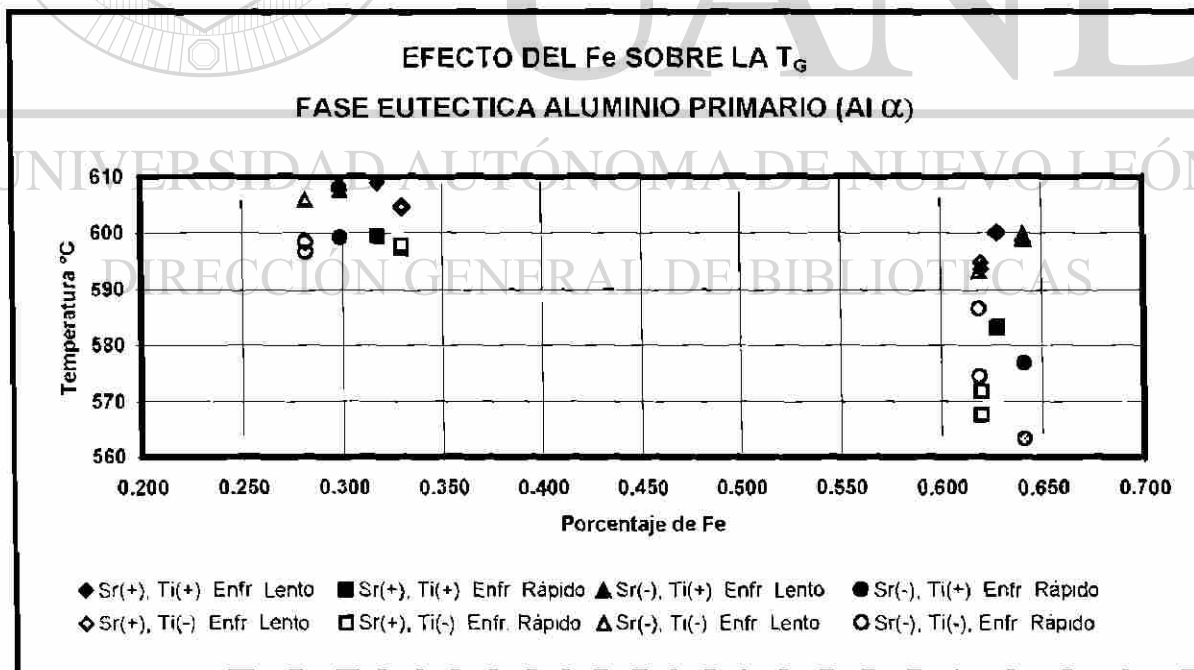 EFECTO DEL Fe SOBRE LA TG
FASE EUTECTICA ALUMINIO PRIMARIO (Al α)
UNIVERSIDAD AUTÓNOMA DE NUEVO LEÓN
DIRECCIÓN GENERAL DE BIBLIOTECAS
Temperatura °C
610
600
590
580
570
560
0.200 0.250 0.300 0.350 0.400 0.450 0.500 0.550 0.600 0.650 0.700
Porcentaje de Fe
Sr(+), Ti(+) Enfr Lento Sr(+), Ti(+) Enfr Rápido Sr(-), Ti(+) Enfr Lento Sr(-), Ti(+) Enfr Rápido
Sr(+), Ti(-) Enfr Lento Sr(+), Ti(-) Enfr. Rápido Sr(-), Ti(-) Enfr Lento Sr(-), Ti(-), Enfr Rápido